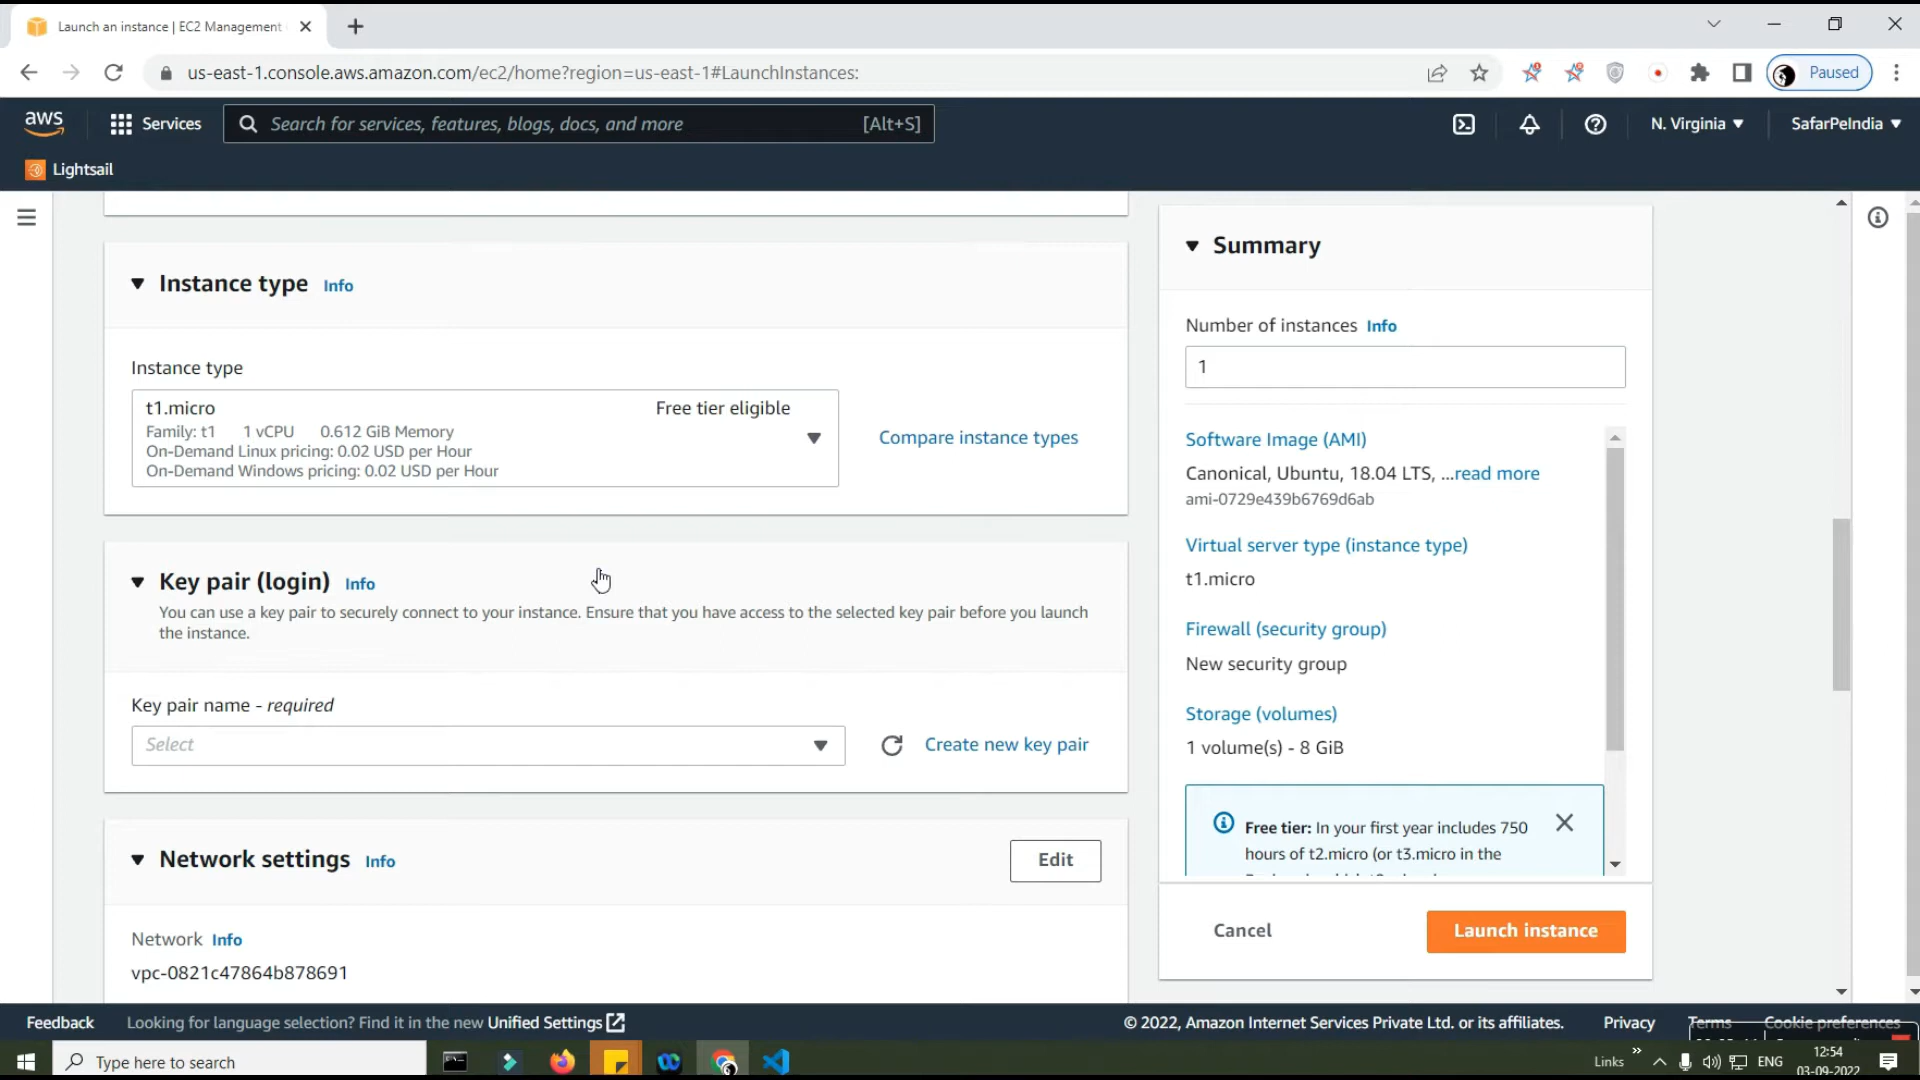 Launch an instance | EC2 Management
us-east-1.console.aws.amazon.com/ec2/home?region=us-east-1#LaunchInstances:
Paused
aws
Services
Search for services, features, blogs, docs, and more
[Alt+S]
N. Virginia
SafarPeIndia
Lightsail
Instance type Info
Instance type
t1.micro
Free tier eligible
Family: t1 1 vCPU 0.612 GiB Memory
On-Demand Linux pricing: 0.02 USD per Hour
On-Demand Windows pricing: 0.02 USD per Hour
Compare instance types
Key pair (login) Info
You can use a key pair to securely connect to your instance. Ensure that you have access to the selected key pair before you launch
the instance.
Key pair name - required
Select
Create new key pair
Network settings Info
Edit
Network Info
vpc-0821c47864b878691
Summary
Number of instances Info
1
Software Image (AMI)
Canonical, Ubuntu, 18.04 LTS, ...read more
ami-0729e439b6769d6ab
Virtual server type (instance type)
t1.micro
Firewall (security group)
New security group
Storage (volumes)
1 volume(s) - 8 GiB
Free tier: In your first year includes 750
hours of t2.micro (or t3.micro in the
Cancel
Launch instance
Feedback
Looking for language selection? Find it in the new Unified Settings
© 2022, Amazon Internet Services Private Ltd. or its affiliates.
Privacy
Terms
Cookie preferences
Type here to search
Links
ENG
12:54
03-09-2022